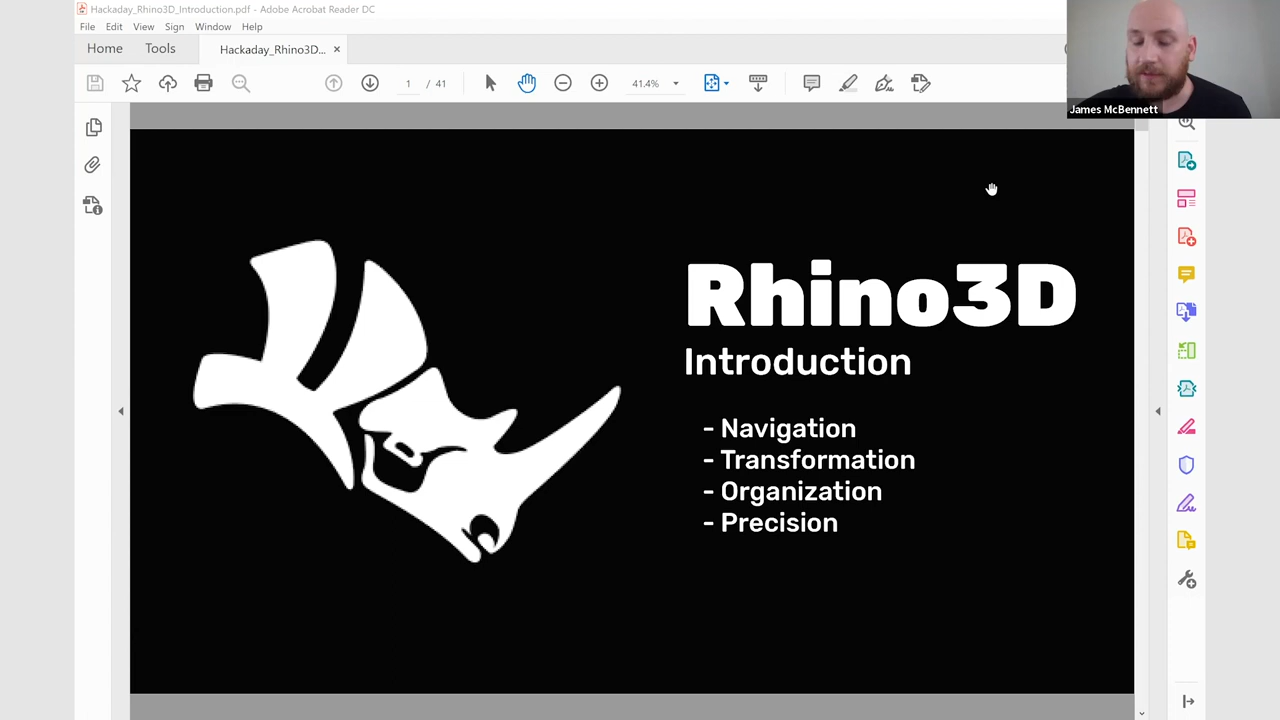 Hackaday_Rhino3D_Introduction.pdf - Adobe Acrobat Reader DC
File Edit View Sign Window Help
Home Tools Hackaday_Rhino3D... ×
1 / 41 41.4%
James McBennett
Rhino3D
Introduction
- Navigation
- Transformation
- Organization
- Precision